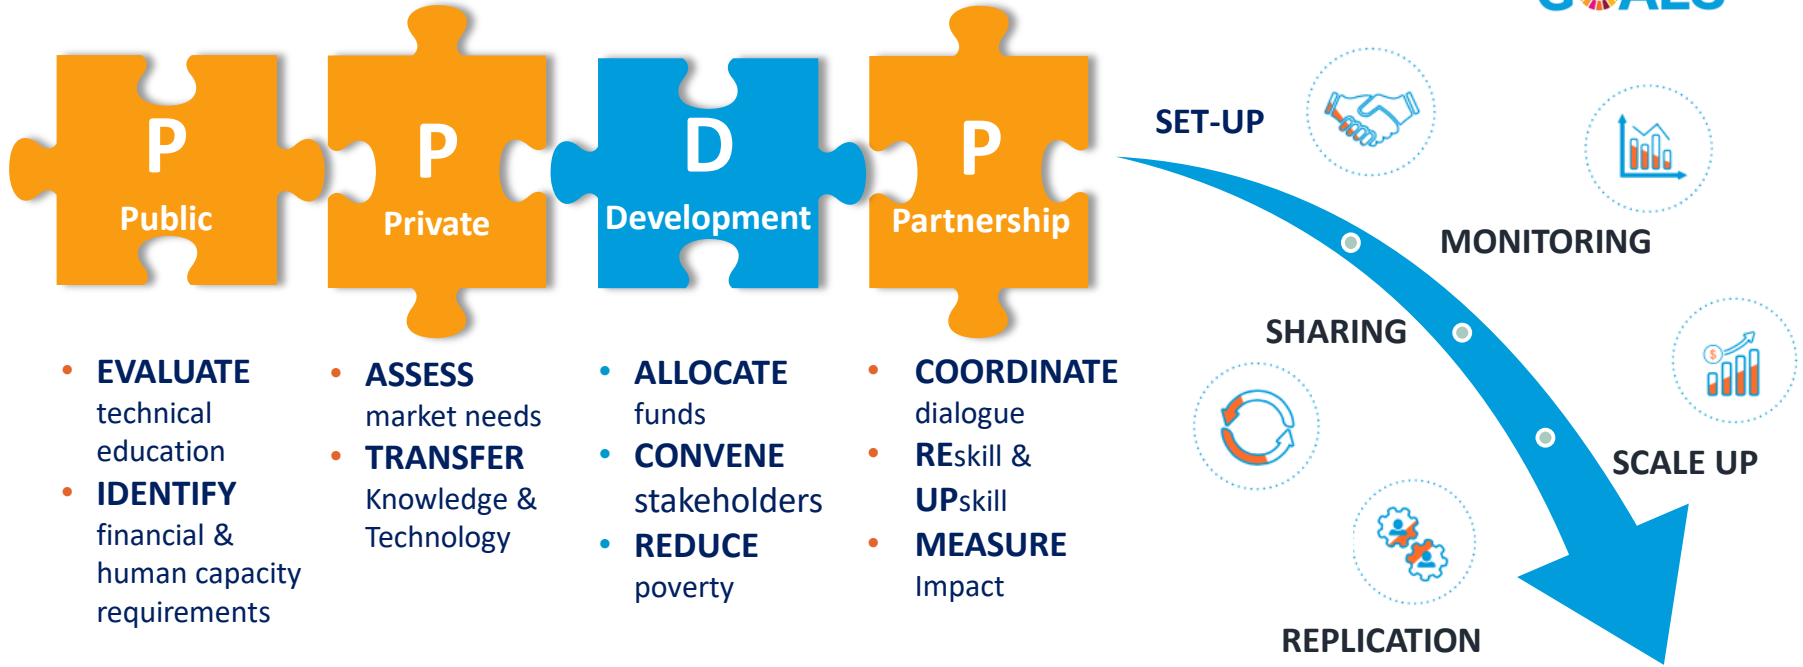 GOALS
P
Public
P
Private
D
Development
P
Partnership
• EVALUATE
technical
education
• IDENTIFY
financial &
human capacity
requirements
• ASSESS
market needs
• TRANSFER
Knowledge &
Technology
• ALLOCATE
funds
• CONVENE
stakeholders
• REDUCE
poverty
• COORDINATE
dialogue
• REskill &
UPskill
• MEASURE
Impact
SET-UP
MONITORING
SHARING
$
SCALE UP
REPLICATION